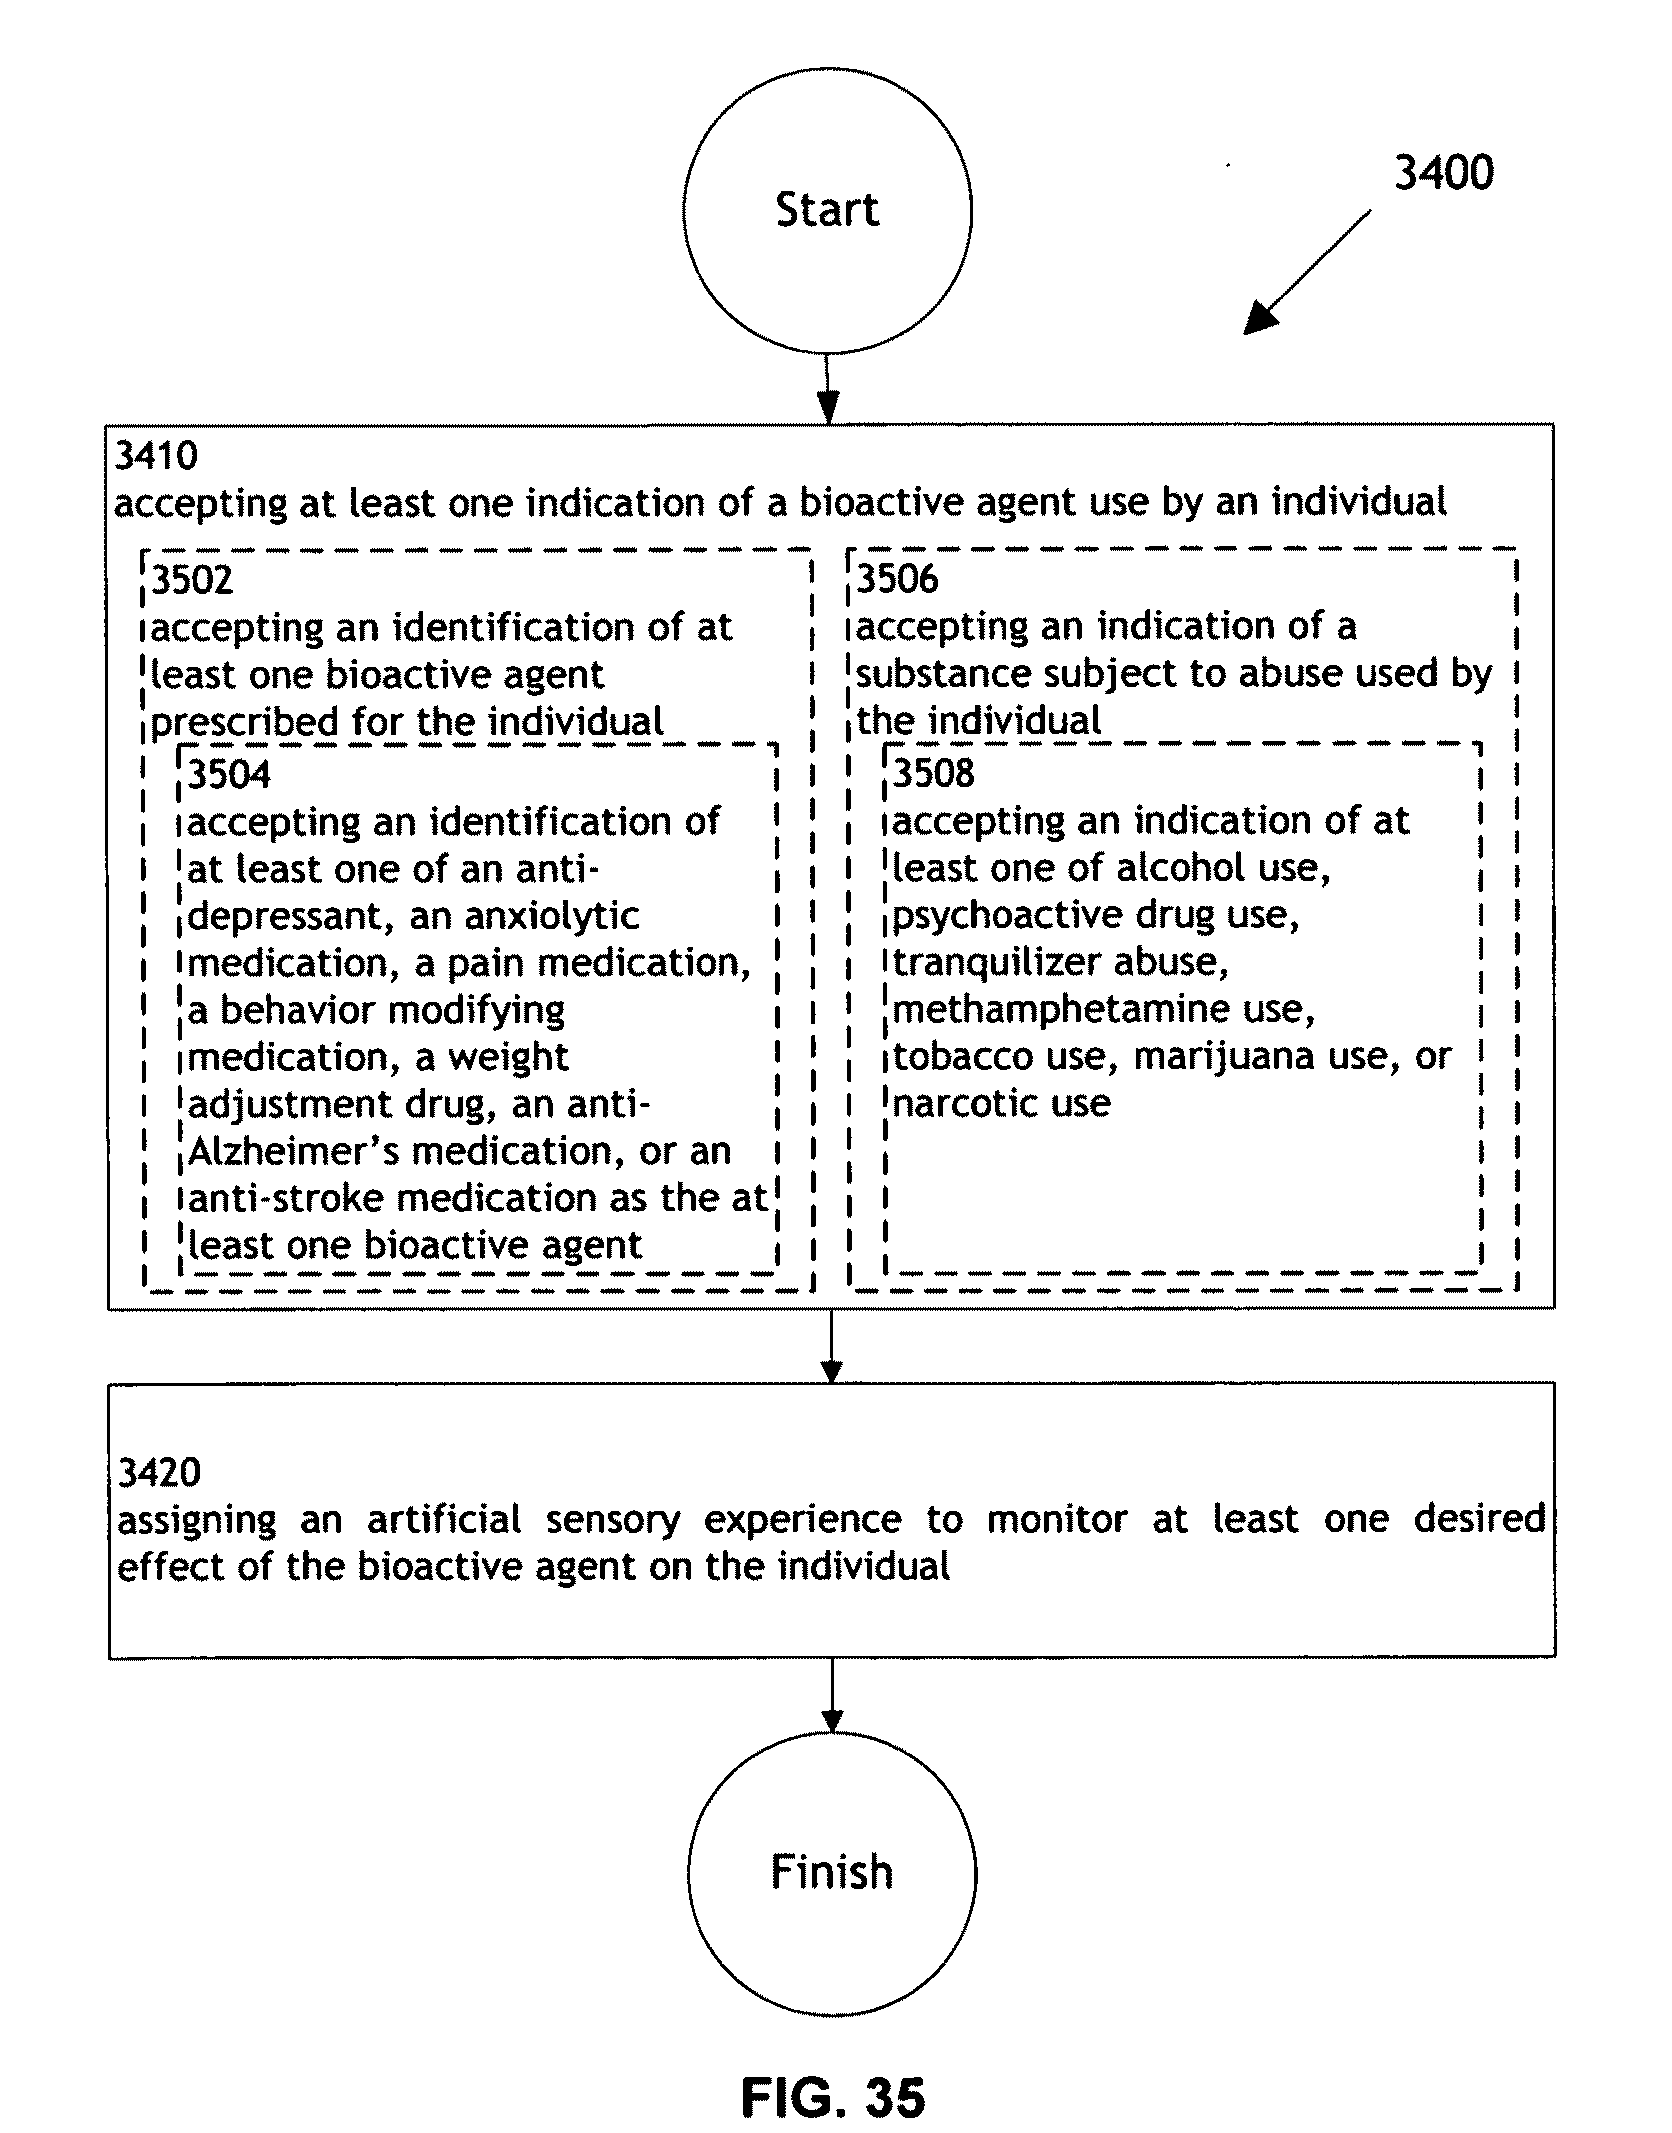 Start
3400
3410
accepting at least one indication of a bioactive agent use by an individual
3502
accepting an identification of at
least one bioactive agent
prescribed for the individual
3504
accepting an identification of
at least one of an anti-
depressant, an anxiolytic
medication, a pain medication,
a behavior modifying
medication, a weight
adjustment drug, an anti-
Alzheimer's medication, or an
anti-stroke medication as the at
least one bioactive agent
3506
accepting an indication of a
substance subject to abuse used by
the individual
3508
accepting an indication of at
least one of alcohol use,
psychoactive drug use,
tranquilizer abuse,
methamphetamine use,
tobacco use, marijuana use, or
narcotic use
3420
assigning an artificial sensory experience to monitor at least one desired
effect of the bioactive agent on the individual
Finish
FIG. 35